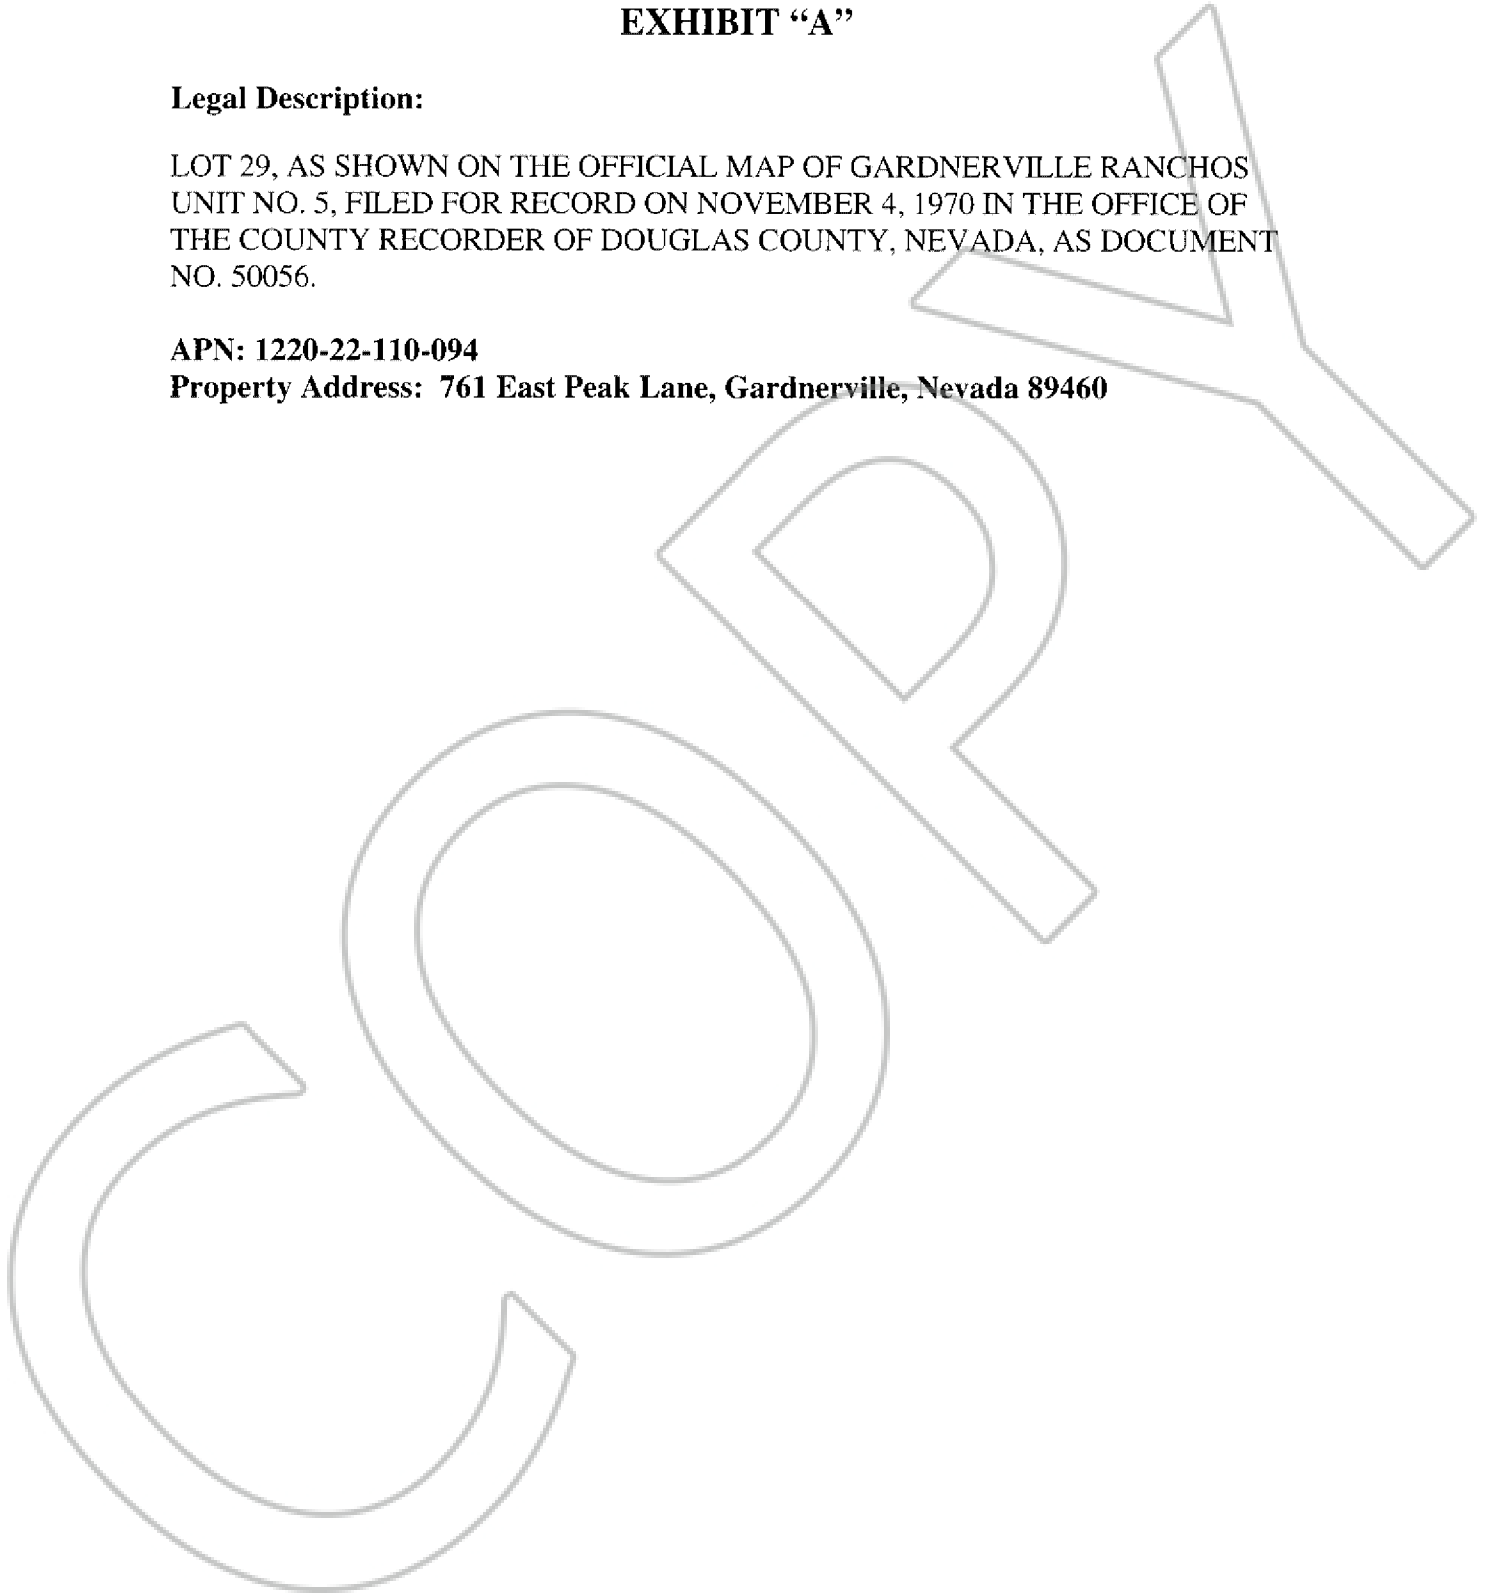 EXHIBIT “A”
Legal Description:
LOT 29, AS SHOWN ON THE OFFICIAL MAP OF GARDNERVILLE RANCHOS
UNIT NO. 5, FILED FOR RECORD ON NOVEMBER 4, 1970 IN THE OFFICE OF
THE COUNTY RECORDER OF DOUGLAS COUNTY, NEVADA, AS DOCUMENT
NO. 50056.
APN: 1220-22-110-094
Property Address:  761 East Peak Lane, Gardnerville, Nevada 89460
COPY